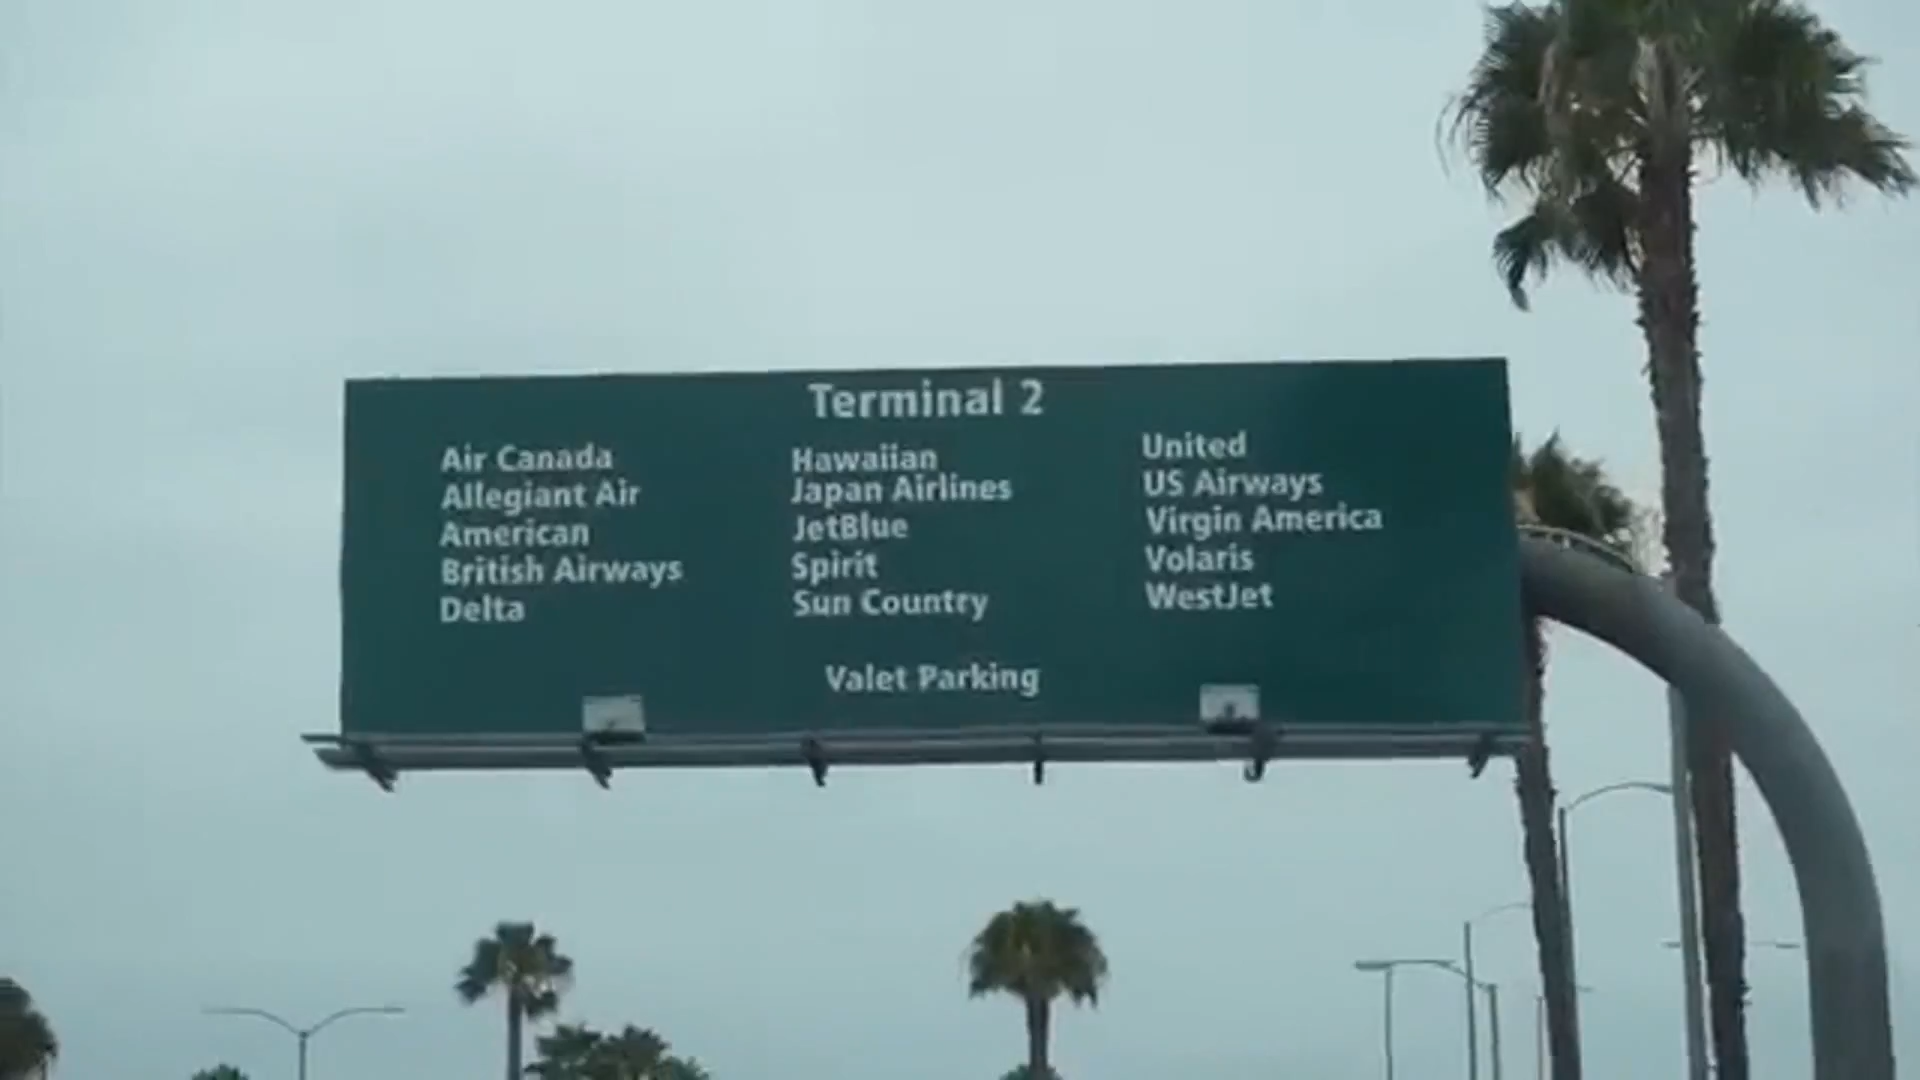 Terminal 2
Air Canada
Allegiant Air
American
British Airways
Delta
Hawaiian
Japan Airlines
JetBlue
Spirit
Sun Country
United
US Airways
Virgin America
Volaris
WestJet
Valet Parking